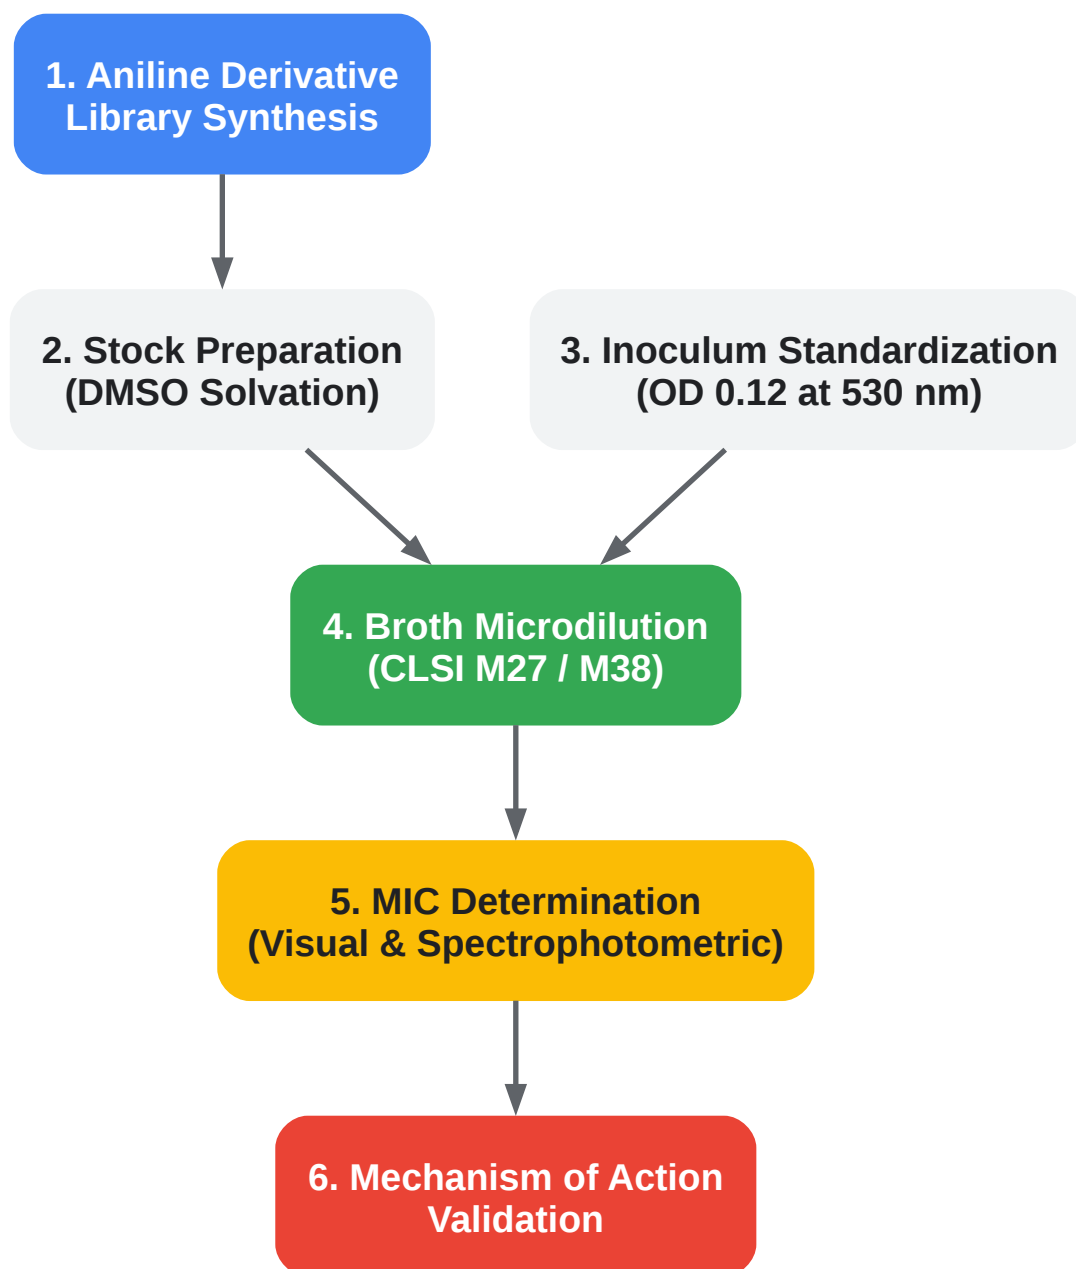 1. Aniline Derivative
Library Synthesis
2. Stock Preparation
(DMSO Solvation)
3. Inoculum Standardization
(OD 0.12 at 530 nm)
4. Broth Microdilution
(CLSI M27 / M38)
5. MIC Determination
(Visual & Spectrophotometric)
6. Mechanism of Action
Validation